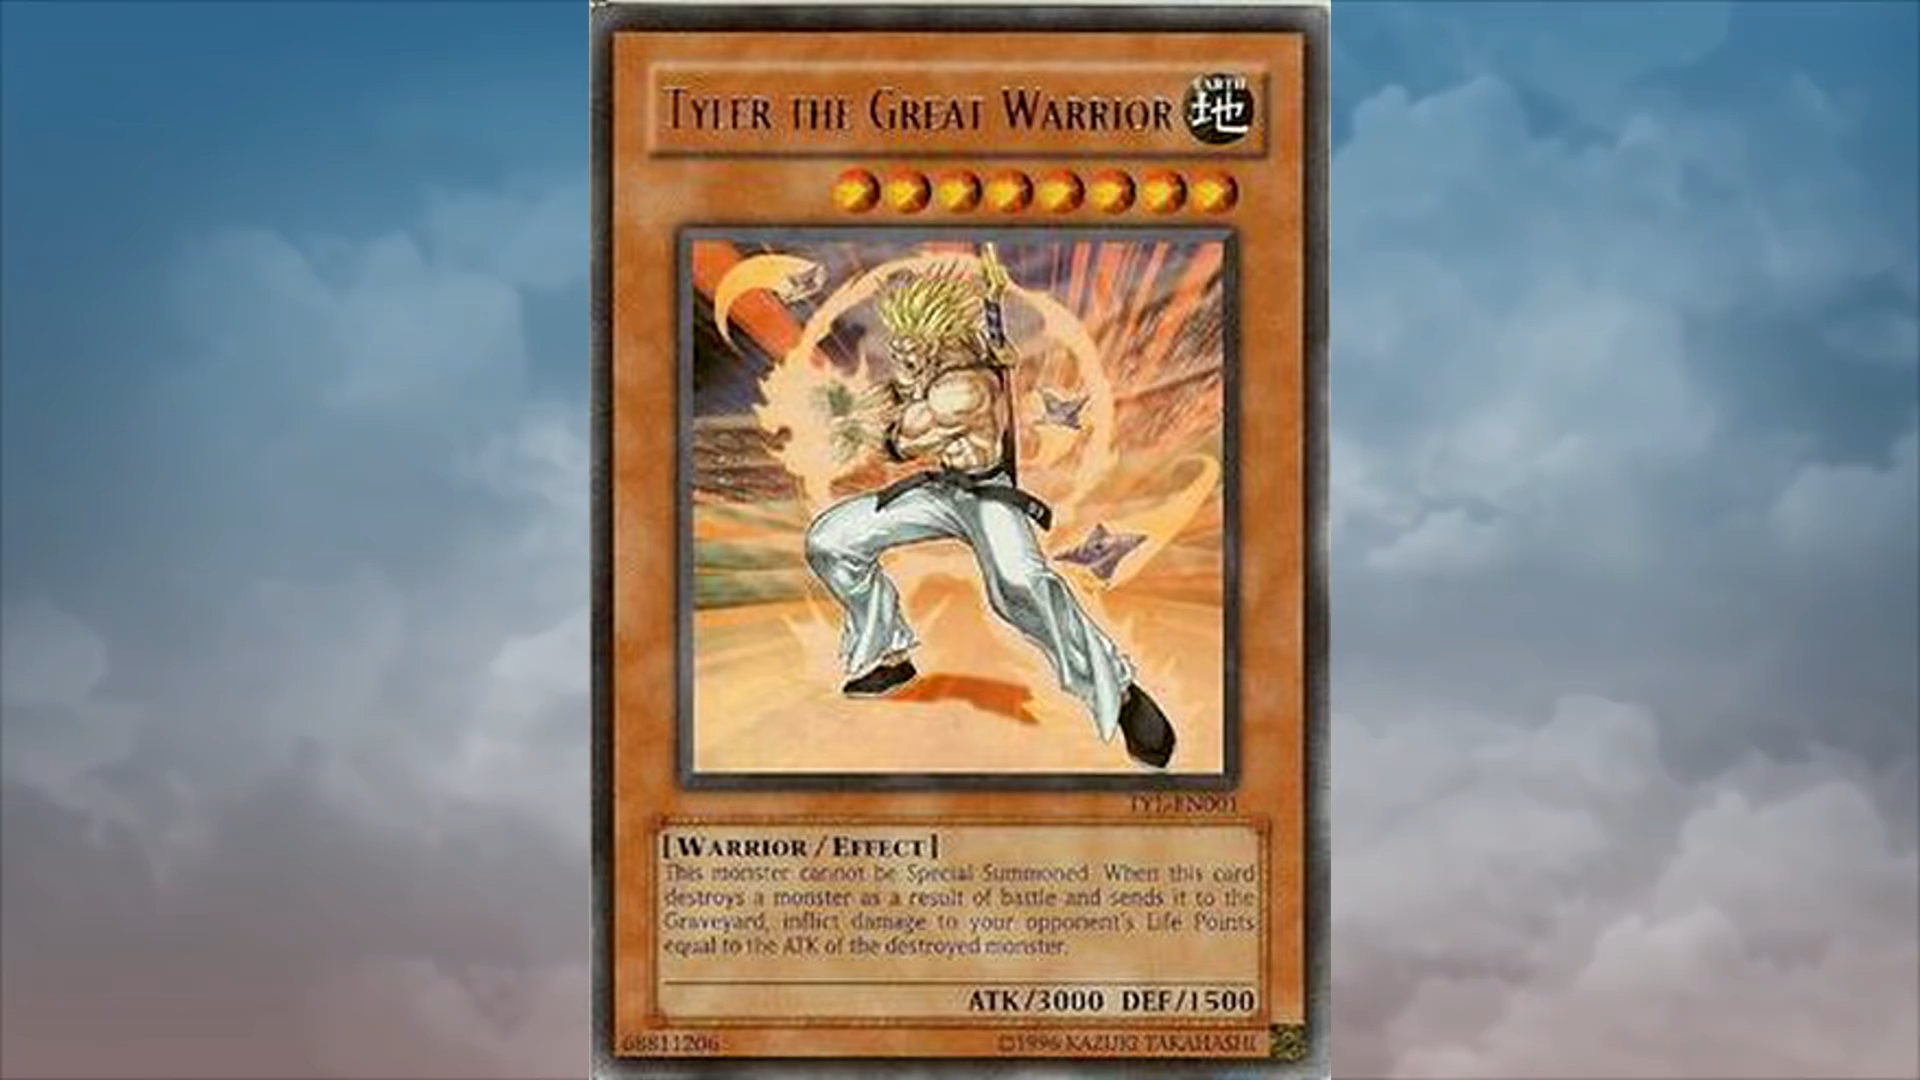 Tyler the Great Warrior
EARTH
地
TYL-EN001
[Warrior/Effect]
This monster cannot be Special Summoned. When this card
destroys a monster as a result of battle and sends it to the
Graveyard, inflict damage to your opponent's Life Points
equal to the ATK of the destroyed monster.
ATK/3000 DEF/1500
68811206
©1996 KAZUKI TAKAHASHI